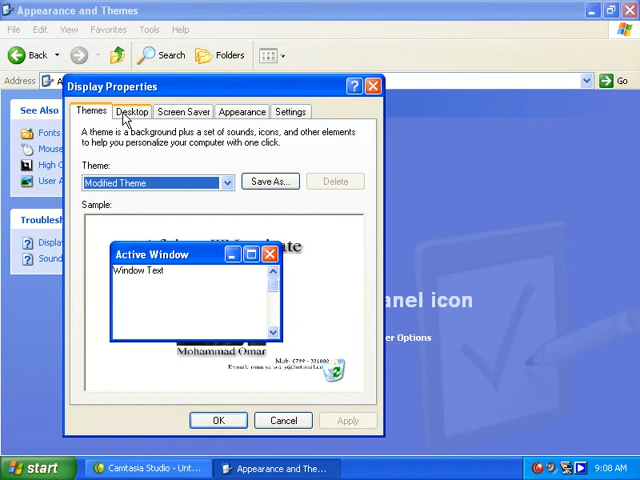 Appearance and Themes
File Edit View Favorites Tools Help
Back Search Folders
Address Go
See Also
Fonts
Mouse
High C
User A
Troubles
Display
Sound
anel icon
er Options
Display Properties
Themes Desktop Screen Saver Appearance Settings
A theme is a background plus a set of sounds, icons, and other elements
to help you personalize your computer with one click.
Theme:
Modified Theme Save As... Delete
Sample:
Active Window
Window Text
Mohammad Omar
OK Cancel Apply
start Camtasia Studio - Unt... Appearance and The... 9:08 AM